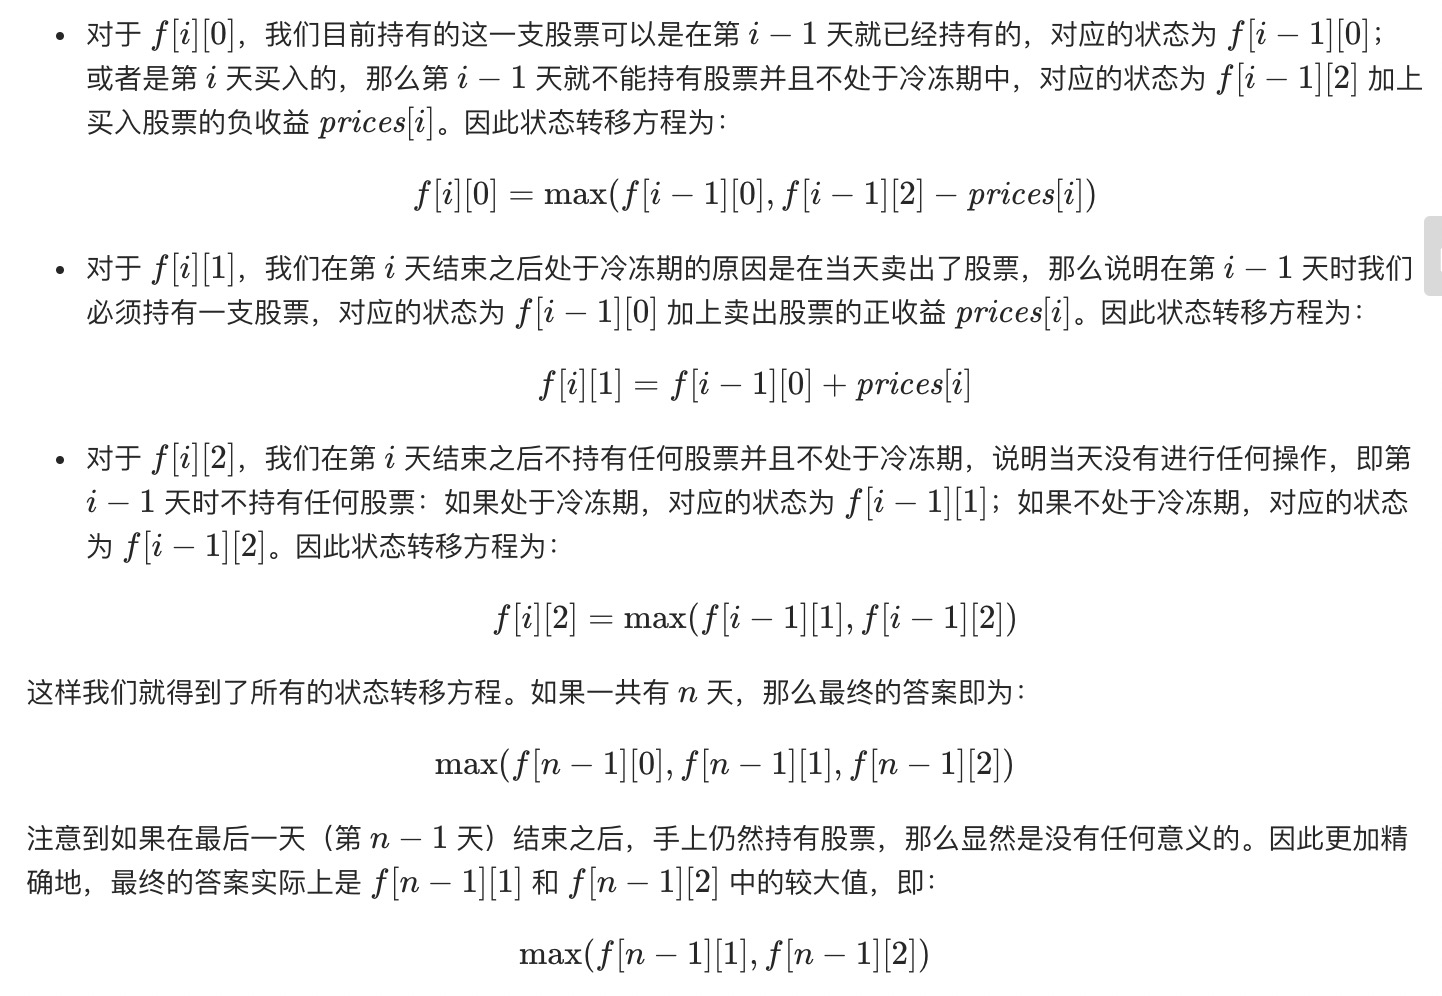 • 对于 f[i][0]，我们目前持有的这一支股票可以是在第 i − 1 天就已经持有的，对应的状态为 f[i − 1][0]；
或者是第 i 天买入的，那么第 i − 1 天就不能持有股票并且不处于冷冻期中，对应的状态为 f[i − 1][2] 加上
买入股票的负收益 prices[i]。因此状态转移方程为：
f[i][0] = max(f[i − 1][0], f[i − 1][2] − prices[i])
• 对于 f[i][1]，我们在第 i 天结束之后处于冷冻期的原因是在当天卖出了股票，那么说明在第 i − 1 天时我们
必须持有一支股票，对应的状态为 f[i − 1][0] 加上卖出股票的正收益 prices[i]。因此状态转移方程为：
f[i][1] = f[i − 1][0] + prices[i]
• 对于 f[i][2]，我们在第 i 天结束之后不持有任何股票并且不处于冷冻期，说明当天没有进行任何操作，即第
i − 1 天时不持有任何股票：如果处于冷冻期，对应的状态为 f[i − 1][1]；如果不处于冷冻期，对应的状态
为 f[i − 1][2]。因此状态转移方程为：
f[i][2] = max(f[i − 1][1], f[i − 1][2])
这样我们就得到了所有的状态转移方程。如果一共有 n 天，那么最终的答案即为：
max(f[n − 1][0], f[n − 1][1], f[n − 1][2])
注意到如果在最后一天（第 n − 1 天）结束之后，手上仍然持有股票，那么显然是没有任何意义的。因此更加精
确地，最终的答案实际上是 f[n − 1][1] 和 f[n − 1][2] 中的较大值，即：
max(f[n − 1][1], f[n − 1][2])